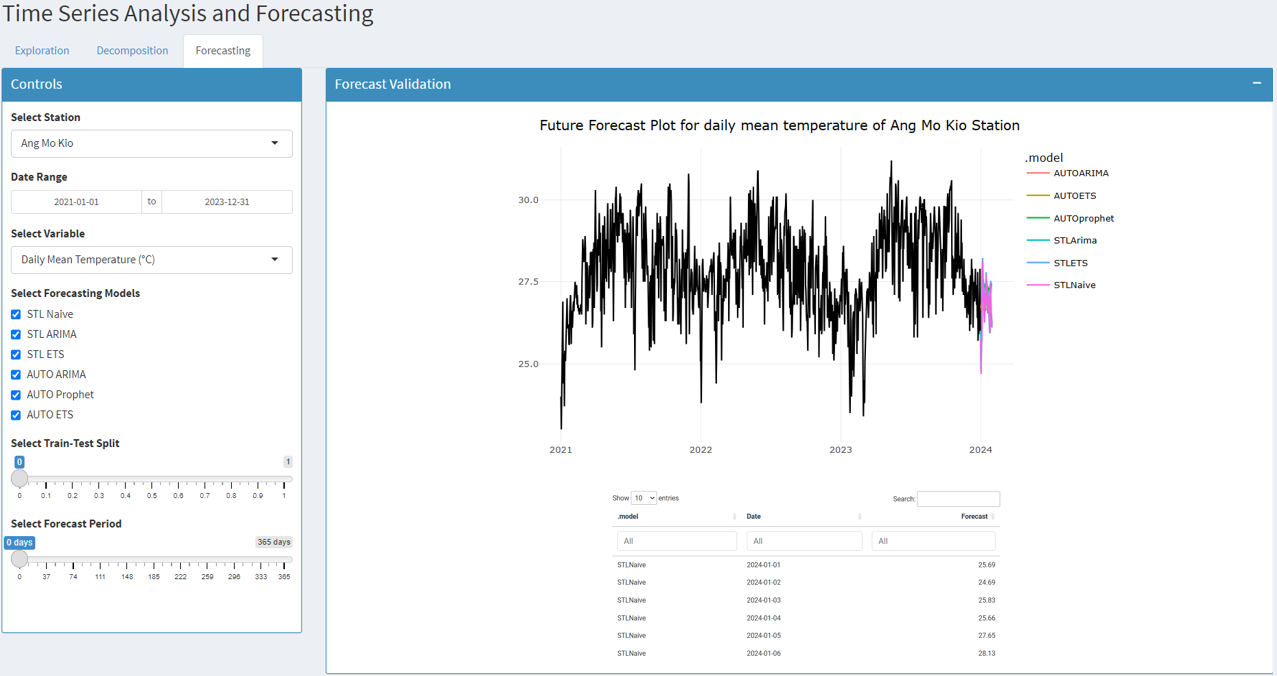 Time Series Analysis and Forecasting
Exploration Decomposition Forecasting
Controls
Select Station
Ang Mo Kio
Date Range
2021-01-01 to 2023-12-31
Select Variable
Daily Mean Temperature (°C)
Select Forecasting Models
STL Naive
STL ARIMA
STL ETS
AUTO ARIMA
AUTO Prophet
AUTO ETS
Select Train-Test Split
0 1
0 0.1 0.2 0.3 0.4 0.5 0.6 0.7 0.8 0.9 1
Select Forecast Period
0 days 365 days
0 37 74 111 148 185 222 259 296 333 365
Forecast Validation
Future Forecast Plot for daily mean temperature of Ang Mo Kio Station
30.0
27.5
25.0
2021 2022 2023 2024
.model
AUTOARIMA
AUTOETS
AUTOprophet
STLArima
STLETS
STLNaive
Show 10 entries Search:
.model Date Forecast
All All All
STLNaive 2024-01-01 25.69
STLNaive 2024-01-02 24.69
STLNaive 2024-01-03 25.83
STLNaive 2024-01-04 25.66
STLNaive 2024-01-05 27.65
STLNaive 2024-01-06 28.13